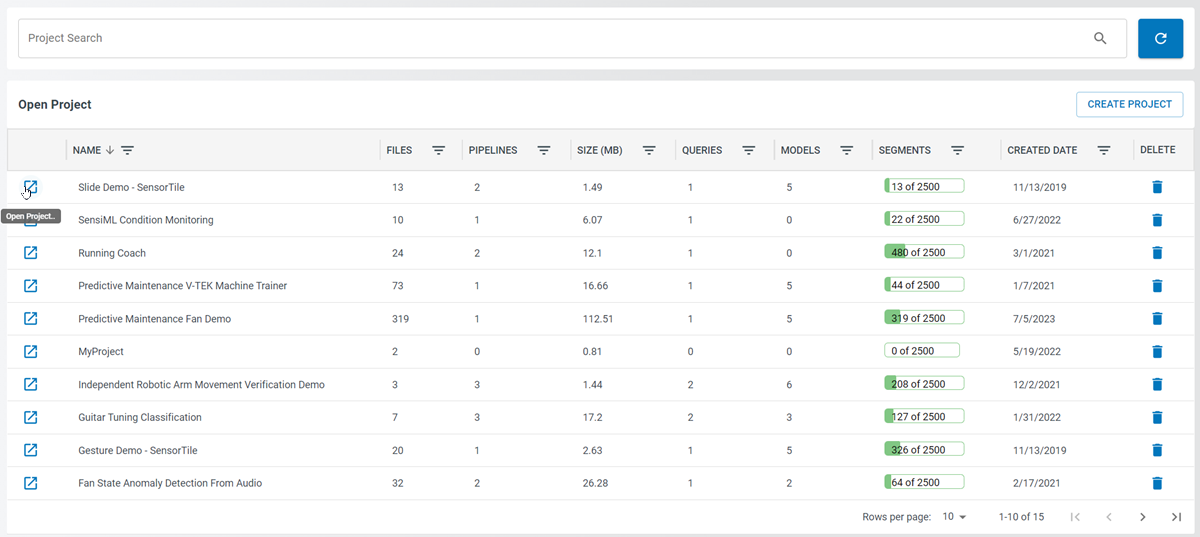 Project Search
Open Project
CREATE PROJECT
NAME FILES PIPELINES SIZE (MB) QUERIES MODELS SEGMENTS CREATED DATE DELETE
Slide Demo - SensorTile 13 2 1.49 1 5 13 of 2500 11/13/2019
Open Project..
SensiML Condition Monitoring 10 1 6.07 1 0 22 of 2500 6/27/2022
Running Coach 24 2 12.1 1 0 480 of 2500 3/1/2021
Predictive Maintenance V-TEK Machine Trainer 73 1 16.66 1 5 44 of 2500 1/7/2021
Predictive Maintenance Fan Demo 319 1 112.51 1 5 319 of 2500 7/5/2023
MyProject 2 0 0.81 0 0 0 of 2500 5/19/2022
Independent Robotic Arm Movement Verification Demo 3 3 1.44 2 6 208 of 2500 12/2/2021
Guitar Tuning Classification 7 3 17.2 2 3 127 of 2500 1/31/2022
Gesture Demo - SensorTile 20 1 2.63 1 5 326 of 2500 11/13/2019
Fan State Anomaly Detection From Audio 32 2 26.28 1 2 64 of 2500 2/17/2021
Rows per page: 10 1-10 of 15